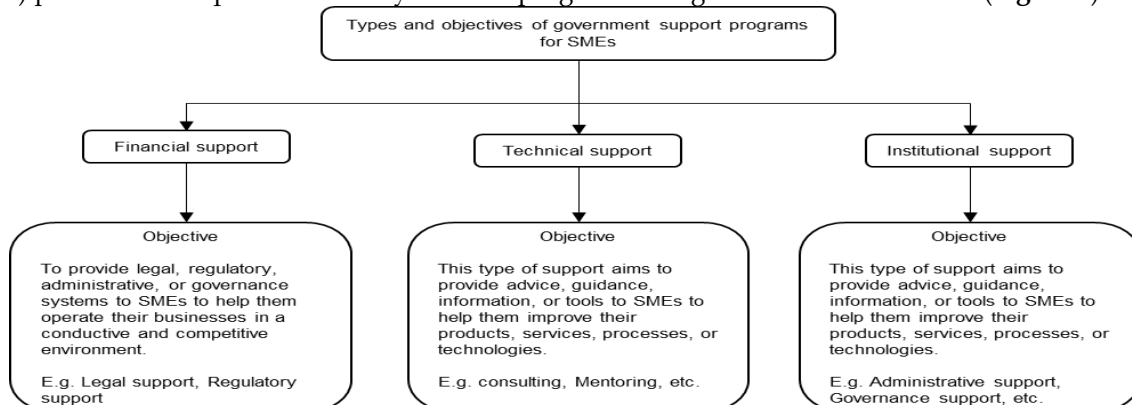 Types and objectives of government support programs
for SMEs
Financial support
Technical support
Institutional support
Objective
To provide legal, regulatory,
administrative, or governance
systems to SMEs to help them
operate their businesses in a
conductive and competitive
environment.
E.g. Legal support, Regulatory
support
Objective
This type of support aims to
provide advice, guidance,
information, or tools to SMEs to
help them improve their
products, services, processes, or
technologies.
E.g. consulting, Mentoring, etc.
Objective
This type of support aims to
provide advice, guidance,
information, or tools to SMEs to
help them improve their
products, services, processes, or
technologies.
E.g. Administrative support,
Governance support, etc.